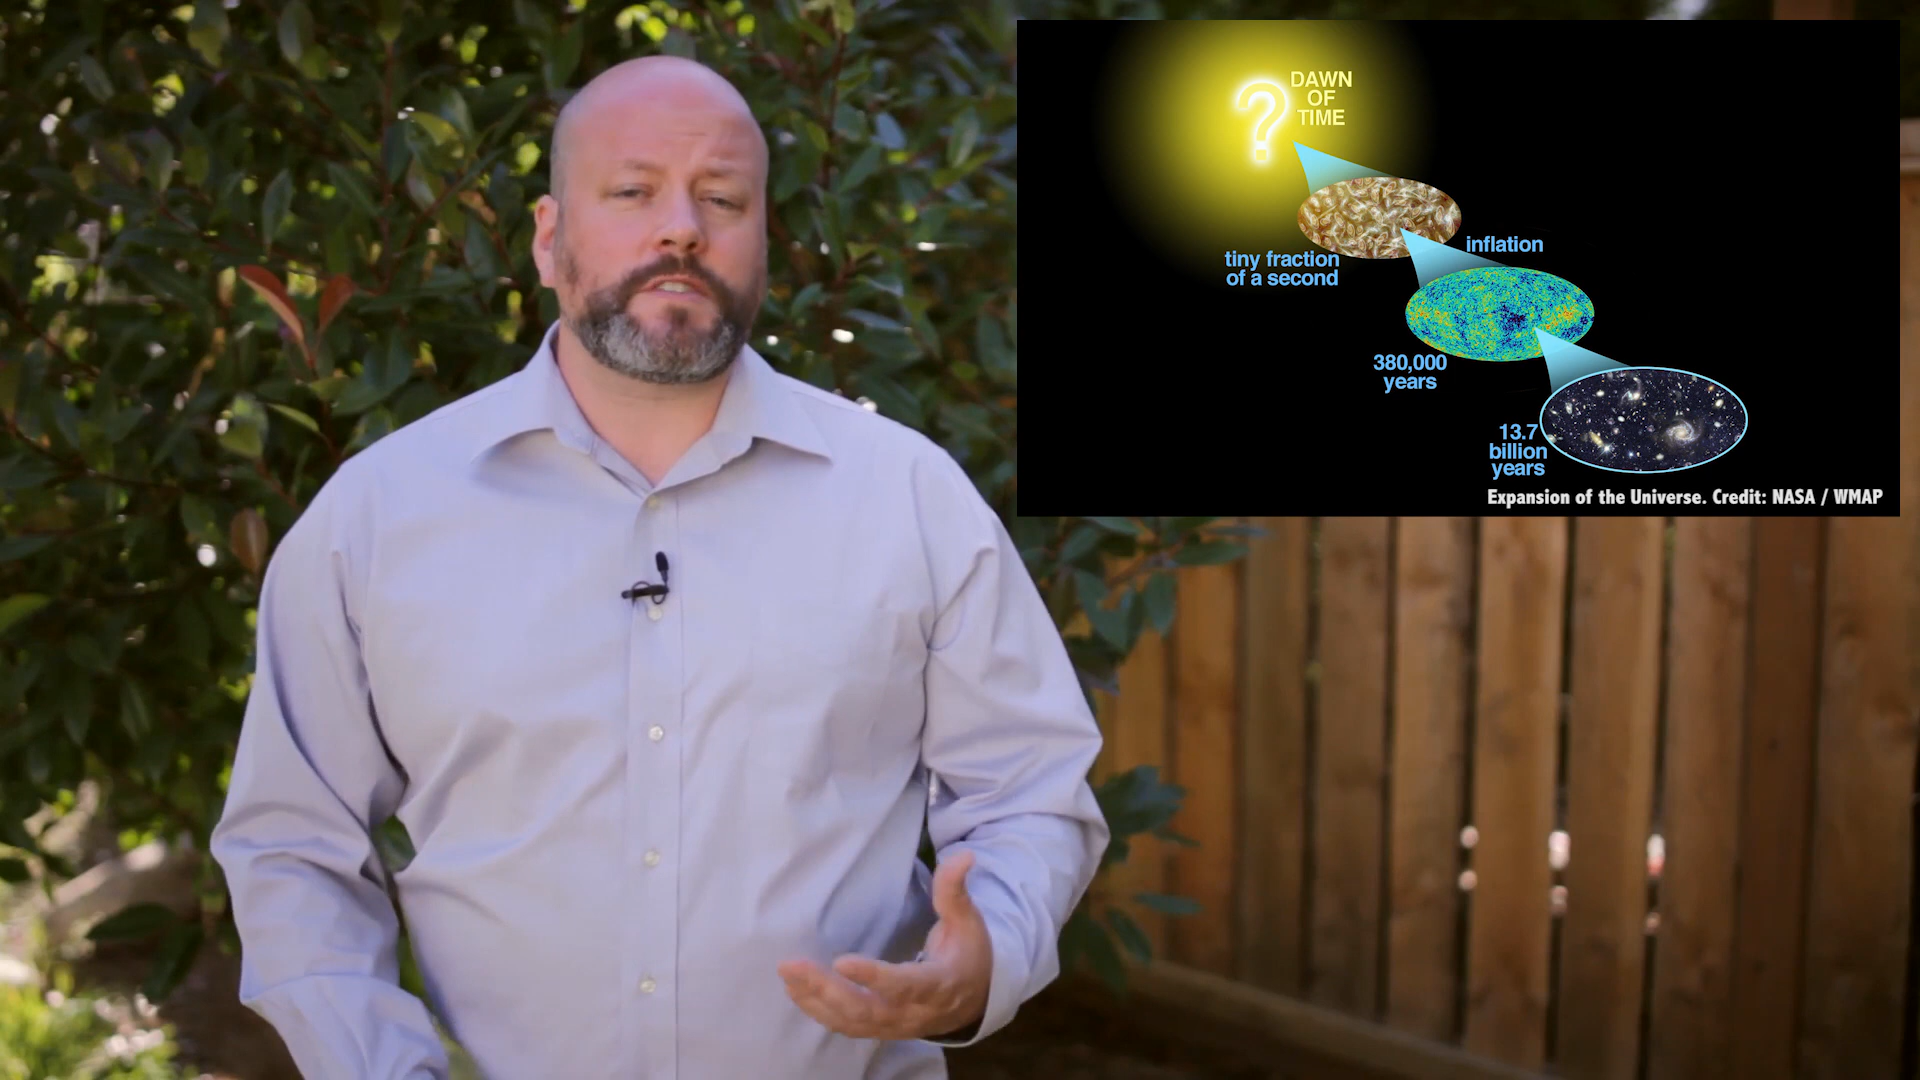 ?
DAWN
OF
TIME
inflation
tiny fraction
of a second
380,000
years
13.7
billion
years
Expansion of the Universe. Credit: NASA / WMAP